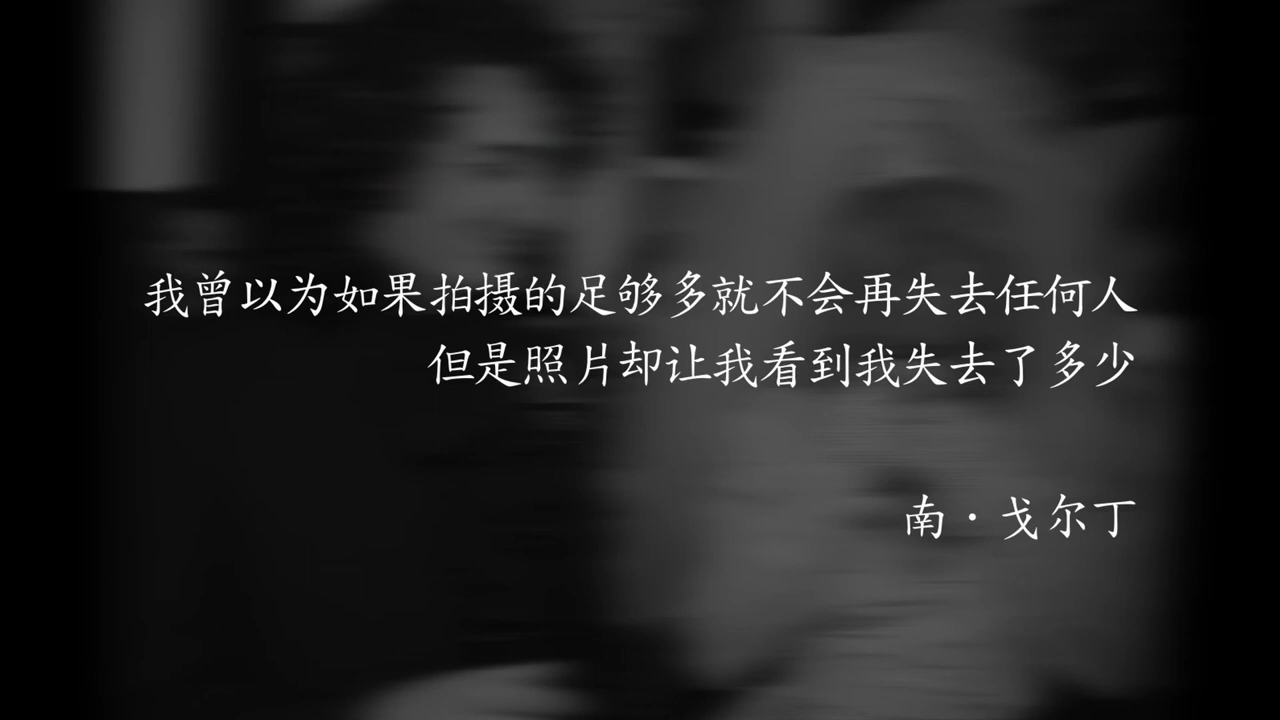 我曾以为如果拍摄的足够多就不会再失去任何人
但是照片却让我看到我失去了多少
南·戈尔丁